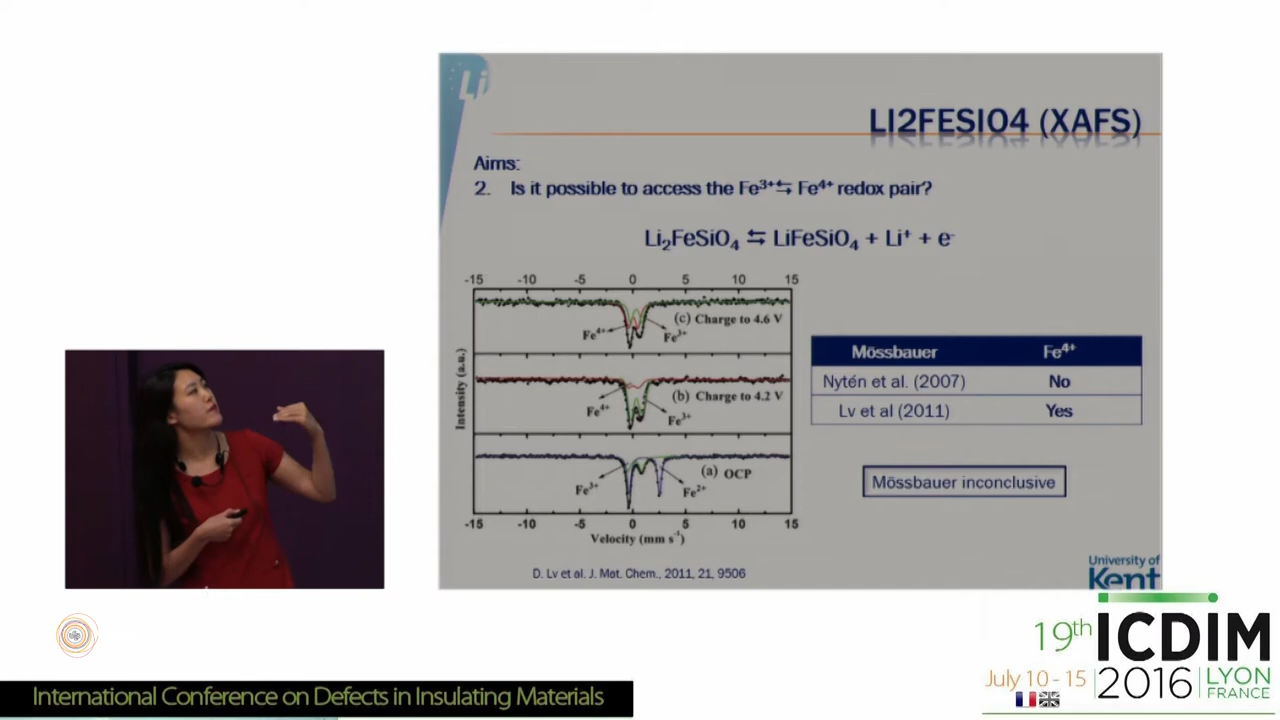 Li
LI2FESIO4 (XAFS)
Aims:
2. Is it possible to access the Fe³⁺⇆ Fe⁴⁺ redox pair?
Li₂FeSiO₄ ⇆ LiFeSiO₄ + Li⁺ + e⁻
-15 -10 -5 0 5 10 15
(c) Charge to 4.6 V
Fe⁴⁺ Fe³⁺
(b) Charge to 4.2 V
Fe⁴⁺ Fe³⁺
(a) OCP
Fe³⁺ Fe²⁺
Intensity (a.u.)
-15 -10 -5 0 5 10 15
Velocity (mm s⁻¹)
D. Lv et al. J. Mat. Chem., 2011, 21, 9506
Mössbauer Fe⁴⁺
Nytén et al. (2007) No
Lv et al (2011) Yes
Mössbauer inconclusive
University of
Kent
19th ICDIM
July 10 - 15 2016 LYON
FRANCE
International Conference on Defects in Insulating Materials